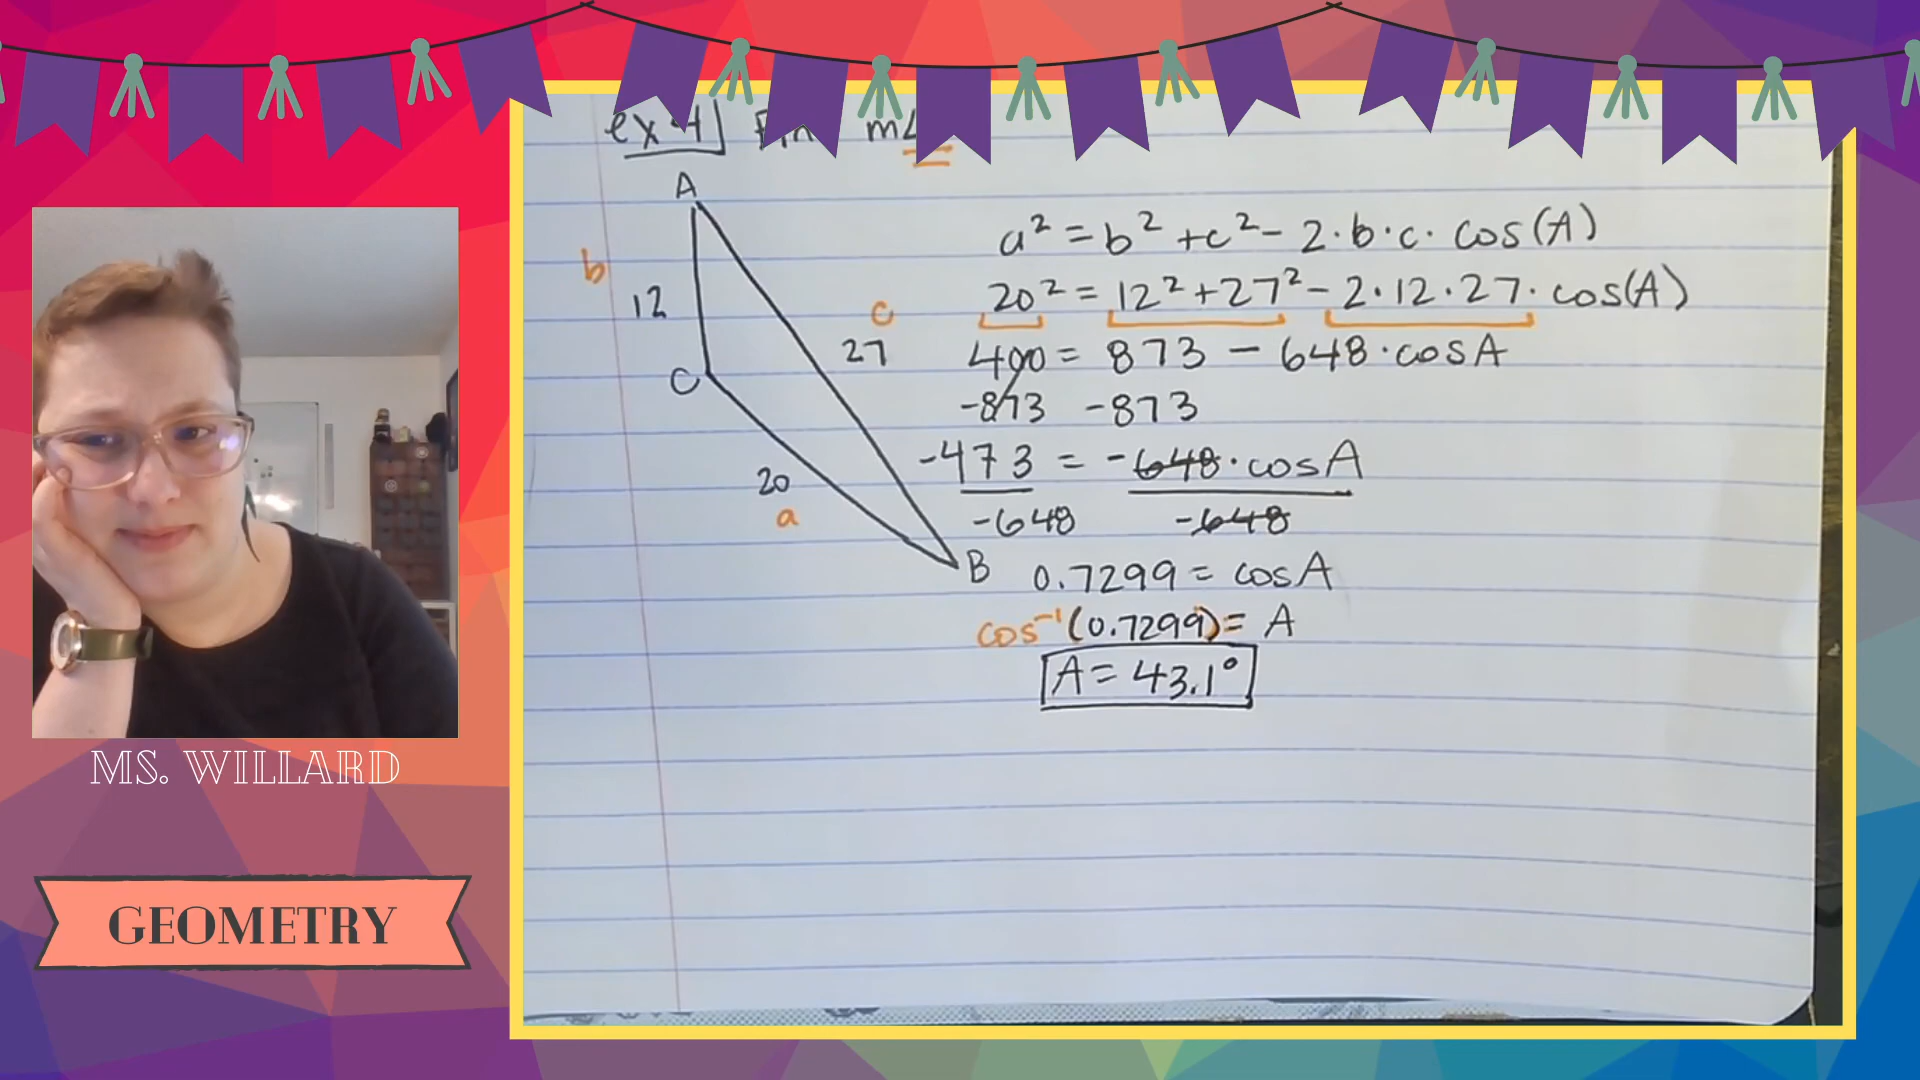 ex 4] Find m∠
A
b
12
c
27
C
20
a
B
a² = b² + c² - 2·b·c· cos(A)
20² = 12² + 27² - 2·12·27· cos(A)
400 = 873 - 648·cosA
-873 -873
-473 = -648·cosA
-648 -648
0.7299 = cosA
cos⁻¹(0.7299) = A
A = 43.1°
MS. WILLARD
GEOMETRY